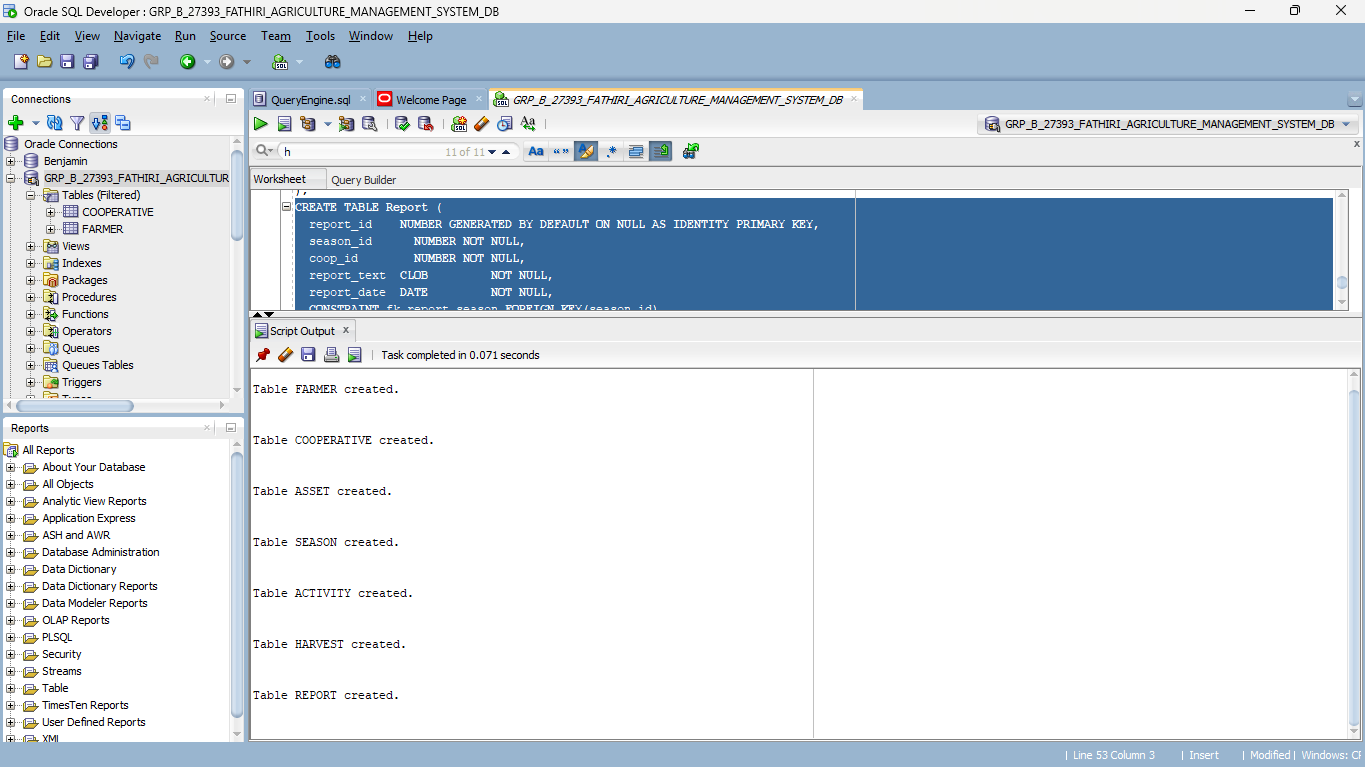 Oracle SQL Developer : GRP_B_27393_FATHIRI_AGRICULTURE_MANAGEMENT_SYSTEM_DB
File Edit View Navigate Run Source Team Tools Window Help
Connections
Oracle Connections
Benjamin
GRP_B_27393_FATHIRI_AGRICULTUR
Tables (Filtered)
COOPERATIVE
FARMER
Views
Indexes
Packages
Procedures
Functions
Operators
Queues
Queues Tables
Triggers
Reports
All Reports
About Your Database
All Objects
Analytic View Reports
Application Express
ASH and AWR
Database Administration
Data Dictionary
Data Dictionary Reports
Data Modeler Reports
OLAP Reports
PLSQL
Security
Streams
Table
TimesTen Reports
User Defined Reports
XML
QueryEngine.sql Welcome Page GRP_B_27393_FATHIRI_AGRICULTURE_MANAGEMENT_SYSTEM_DB
GRP_B_27393_FATHIRI_AGRICULTURE_MANAGEMENT_SYSTEM_DB
h 11 of 11 Aa
Worksheet Query Builder
CREATE TABLE Report (
report_id NUMBER GENERATED BY DEFAULT ON NULL AS IDENTITY PRIMARY KEY,
season_id NUMBER NOT NULL,
coop_id NUMBER NOT NULL,
report_text CLOB NOT NULL,
report_date DATE NOT NULL,
CONSTRAINT fk_report_season FOREIGN KEY(season_id)
Script Output
Task completed in 0.071 seconds
Table FARMER created.
Table COOPERATIVE created.
Table ASSET created.
Table SEASON created.
Table ACTIVITY created.
Table HARVEST created.
Table REPORT created.
Line 53 Column 3 | Insert | Modified | Windows: CR